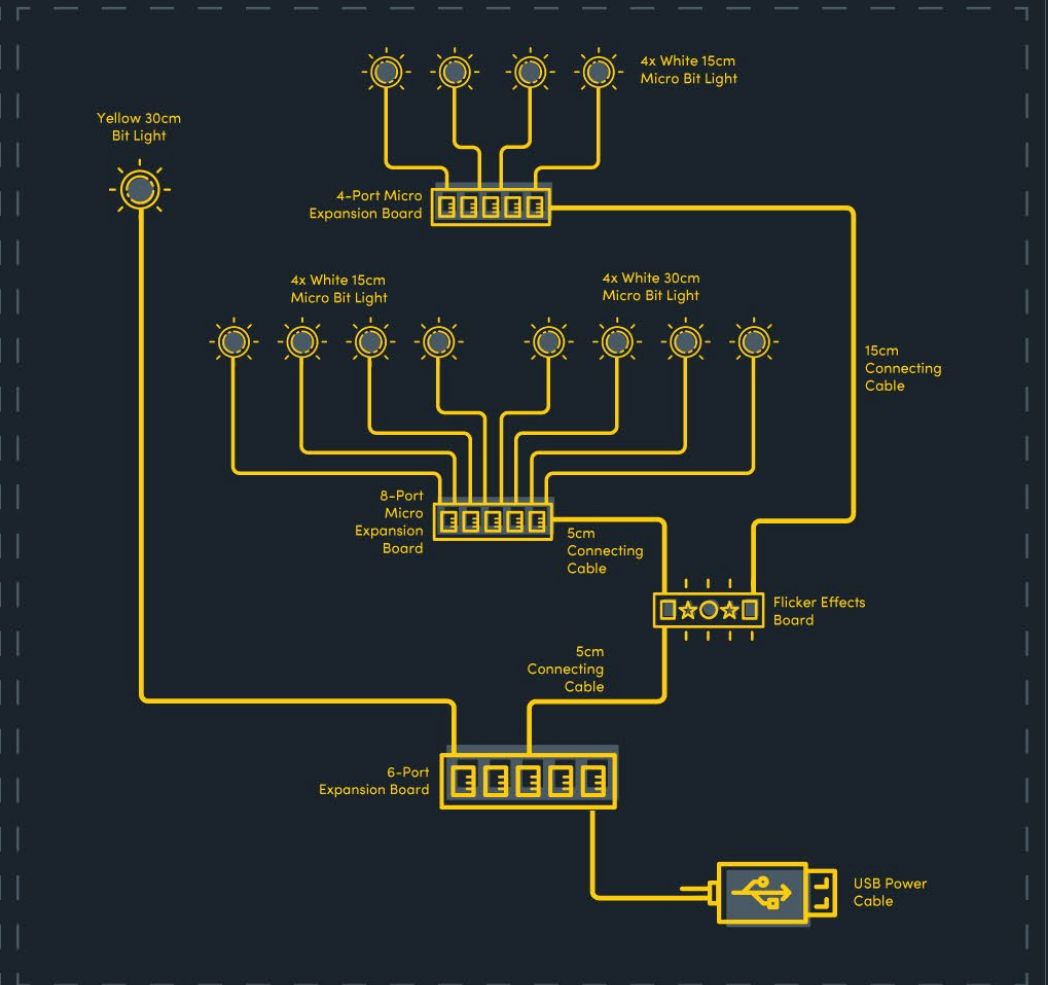 4x White 15cm
Micro Bit Light
Yellow 30cm
Bit Light
4-Port Micro
Expansion Board
4x White 15cm
Micro Bit Light
4x White 30cm
Micro Bit Light
15cm
Connecting
Cable
8-Port
Micro
Expansion
Board
5cm
Connecting
Cable
Flicker Effects
Board
5cm
Connecting
Cable
6-Port
Expansion Board
USB Power
Cable